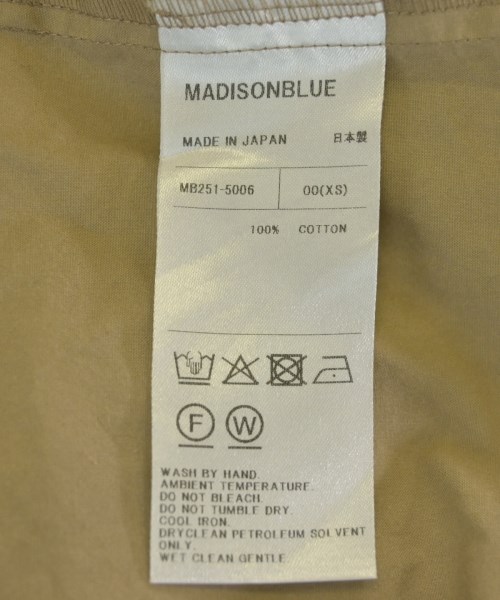 MADISONBLUE
MADE IN JAPAN 日本製
MB251-5006 00(XS)
100% COTTON
F W
WASH BY HAND.
AMBIENT TEMPERATURE.
DO NOT BLEACH.
DO NOT TUMBLE DRY.
COOL IRON.
DRYCLEAN PETROLEUM SOLVENT
ONLY.
WET CLEAN GENTLE.